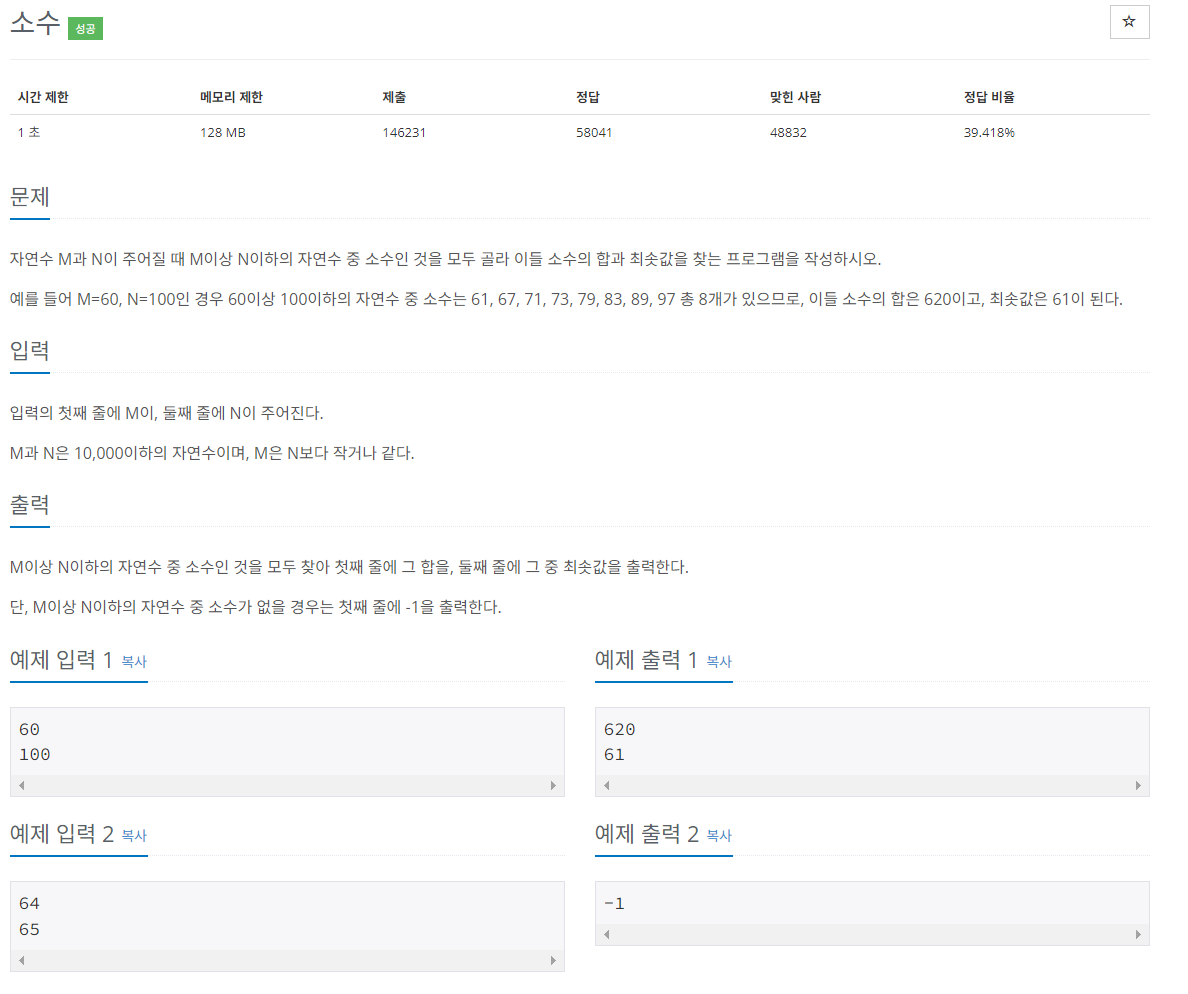 소수 성공
☆
시간 제한 메모리 제한 제출 정답 맞힌 사람 정답 비율
1 초 128 MB 146231 58041 48832 39.418%
문제
자연수 M과 N이 주어질 때 M이상 N이하의 자연수 중 소수인 것을 모두 골라 이들 소수의 합과 최솟값을 찾는 프로그램을 작성하시오.
예를 들어 M=60, N=100인 경우 60이상 100이하의 자연수 중 소수는 61, 67, 71, 73, 79, 83, 89, 97 총 8개가 있으므로, 이들 소수의 합은 620이고, 최솟값은 61이 된다.
입력
입력의 첫째 줄에 M이, 둘째 줄에 N이 주어진다.
M과 N은 10,000이하의 자연수이며, M은 N보다 작거나 같다.
출력
M이상 N이하의 자연수 중 소수인 것을 모두 찾아 첫째 줄에 그 합을, 둘째 줄에 그 중 최솟값을 출력한다.
단, M이상 N이하의 자연수 중 소수가 없을 경우는 첫째 줄에 -1을 출력한다.
예제 입력 1 복사
60
100
예제 출력 1 복사
620
61
예제 입력 2 복사
64
65
예제 출력 2 복사
-1